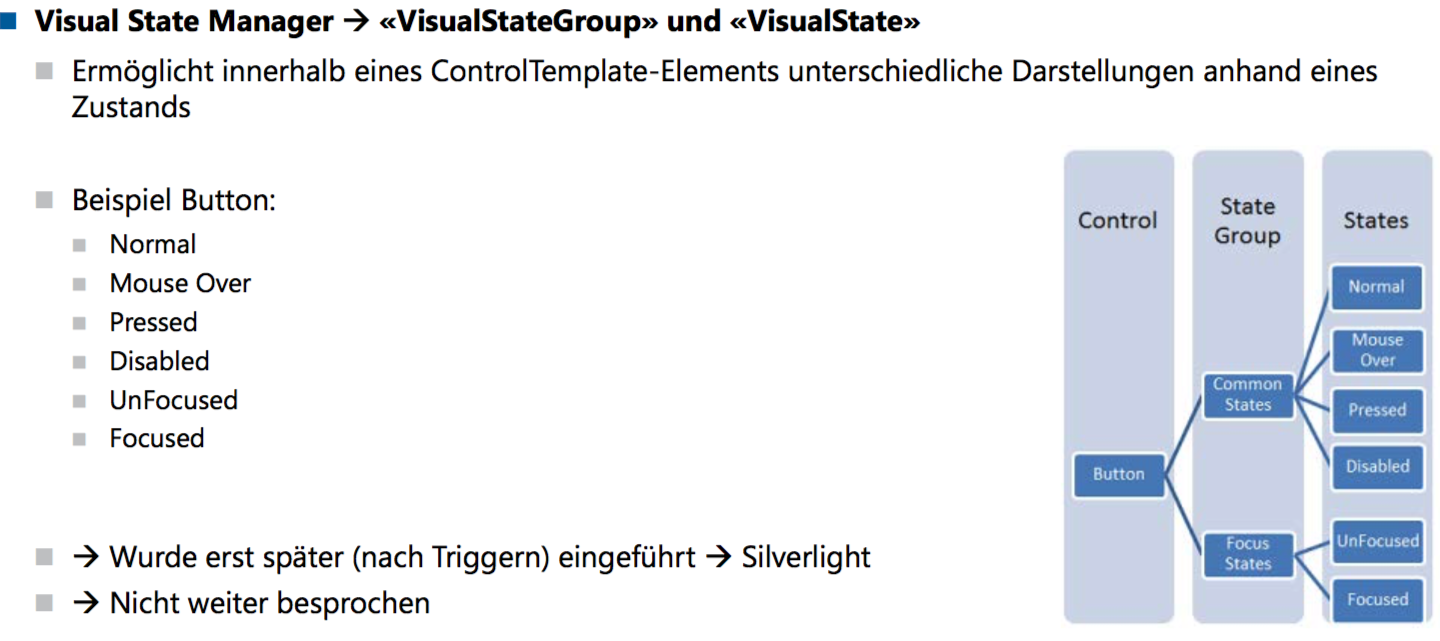 Visual State Manager → «VisualStateGroup» und «VisualState»
Ermöglicht innerhalb eines ControlTemplate-Elements unterschiedliche Darstellungen anhand eines
Zustands
Beispiel Button:
Normal
Mouse Over
Pressed
Disabled
UnFocused
Focused
→ Wurde erst später (nach Triggern) eingeführt → Silverlight
→ Nicht weiter besprochen
Control
Button
State
Group
Common
States
Focus
States
States
Normal
Mouse
Over
Pressed
Disabled
UnFocused
Focused